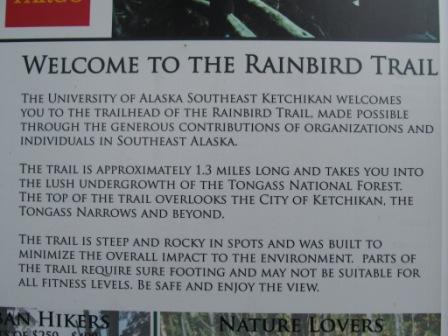 FARGO
WELCOME TO THE RAINBIRD TRAIL
THE UNIVERSITY OF ALASKA SOUTHEAST KETCHIKAN WELCOMES
YOU TO THE TRAILHEAD OF THE RAINBIRD TRAIL, MADE POSSIBLE
THROUGH THE GENEROUS CONTRIBUTIONS OF ORGANIZATIONS AND
INDIVIDUALS IN SOUTHEAST ALASKA.
THE TRAIL IS APPROXIMATELY 1.3 MILES LONG AND TAKES YOU INTO
THE LUSH UNDERGROWTH OF THE TONGASS NATIONAL FOREST.
THE TOP OF THE TRAIL OVERLOOKS THE CITY OF KETCHIKAN, THE
TONGASS NARROWS AND BEYOND.
THE TRAIL IS STEEP AND ROCKY IN SPOTS AND WAS BUILT TO
MINIMIZE THE OVERALL IMPACT TO THE ENVIRONMENT. PARTS OF
THE TRAIL REQUIRE SURE FOOTING AND MAY NOT BE SUITABLE FOR
ALL FITNESS LEVELS. BE SAFE AND ENJOY THE VIEW.
HIKERS
NATURE LOVERS